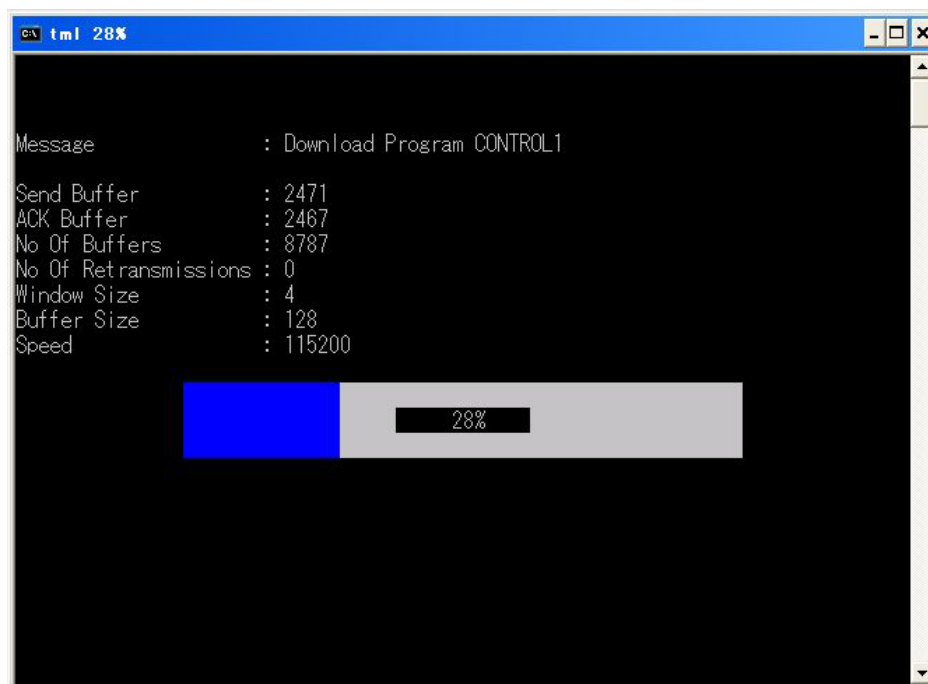 tml 28%
Message : Download Program CONTROL1
Send Buffer : 2471
ACK Buffer : 2467
No Of Buffers : 8787
No Of Retransmissions : 0
Window Size : 4
Buffer Size : 128
Speed : 115200
28%